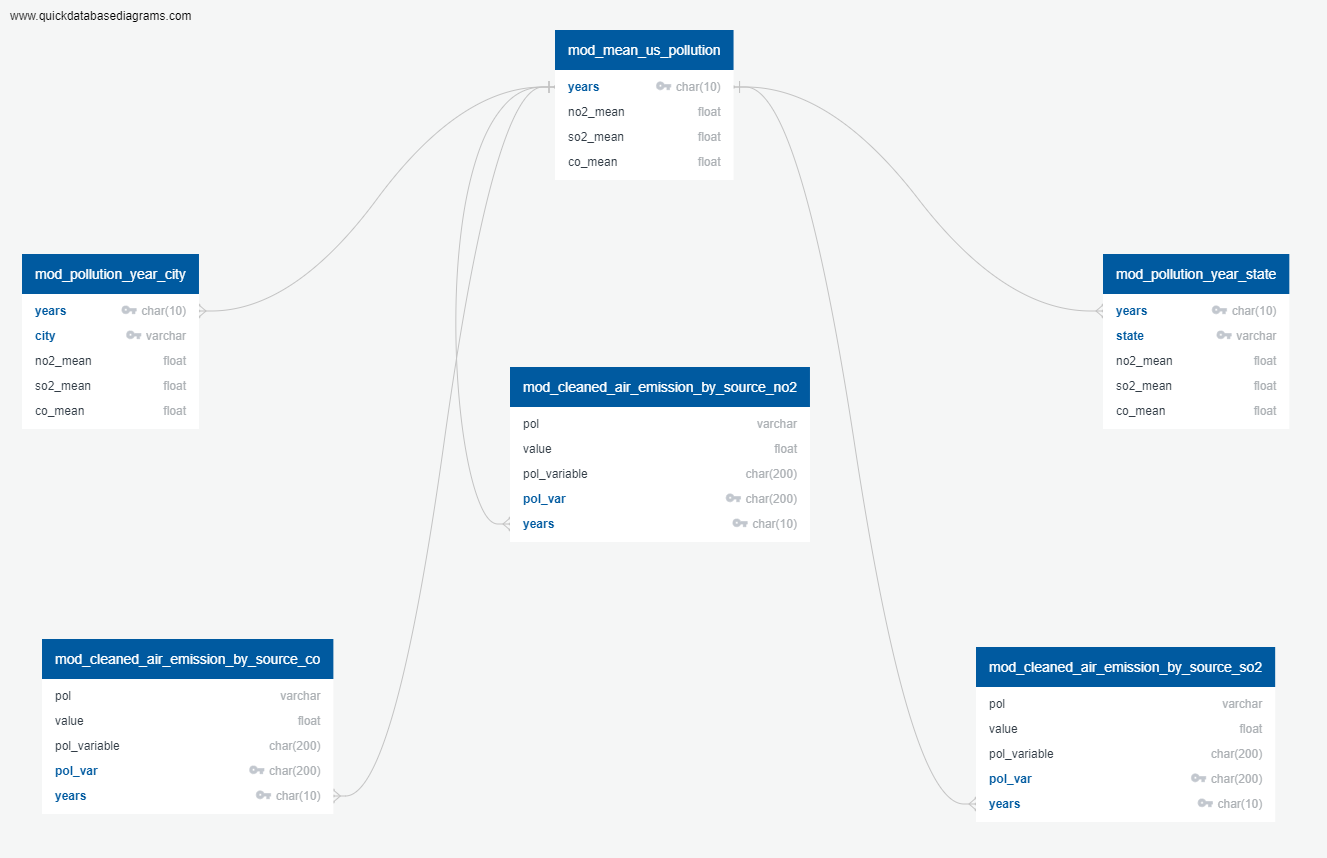 www.quickdatabasediagrams.com
mod_mean_us_pollution
years char(10)
no2_mean float
so2_mean float
co_mean float
mod_pollution_year_city
years char(10)
city varchar
no2_mean float
so2_mean float
co_mean float
mod_pollution_year_state
years char(10)
state varchar
no2_mean float
so2_mean float
co_mean float
mod_cleaned_air_emission_by_source_no2
pol varchar
value float
pol_variable char(200)
pol_var char(200)
years char(10)
mod_cleaned_air_emission_by_source_co
pol varchar
value float
pol_variable char(200)
pol_var char(200)
years char(10)
mod_cleaned_air_emission_by_source_so2
pol varchar
value float
pol_variable char(200)
pol_var char(200)
years char(10)